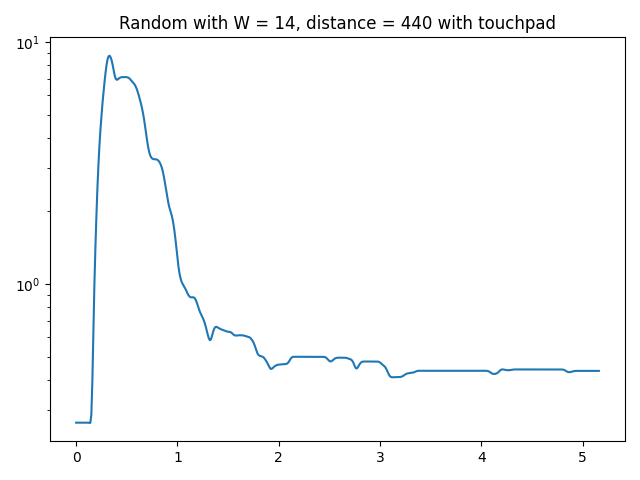 Random with W = 14, distance = 440 with touchpad
10¹
10⁰
0 1 2 3 4 5